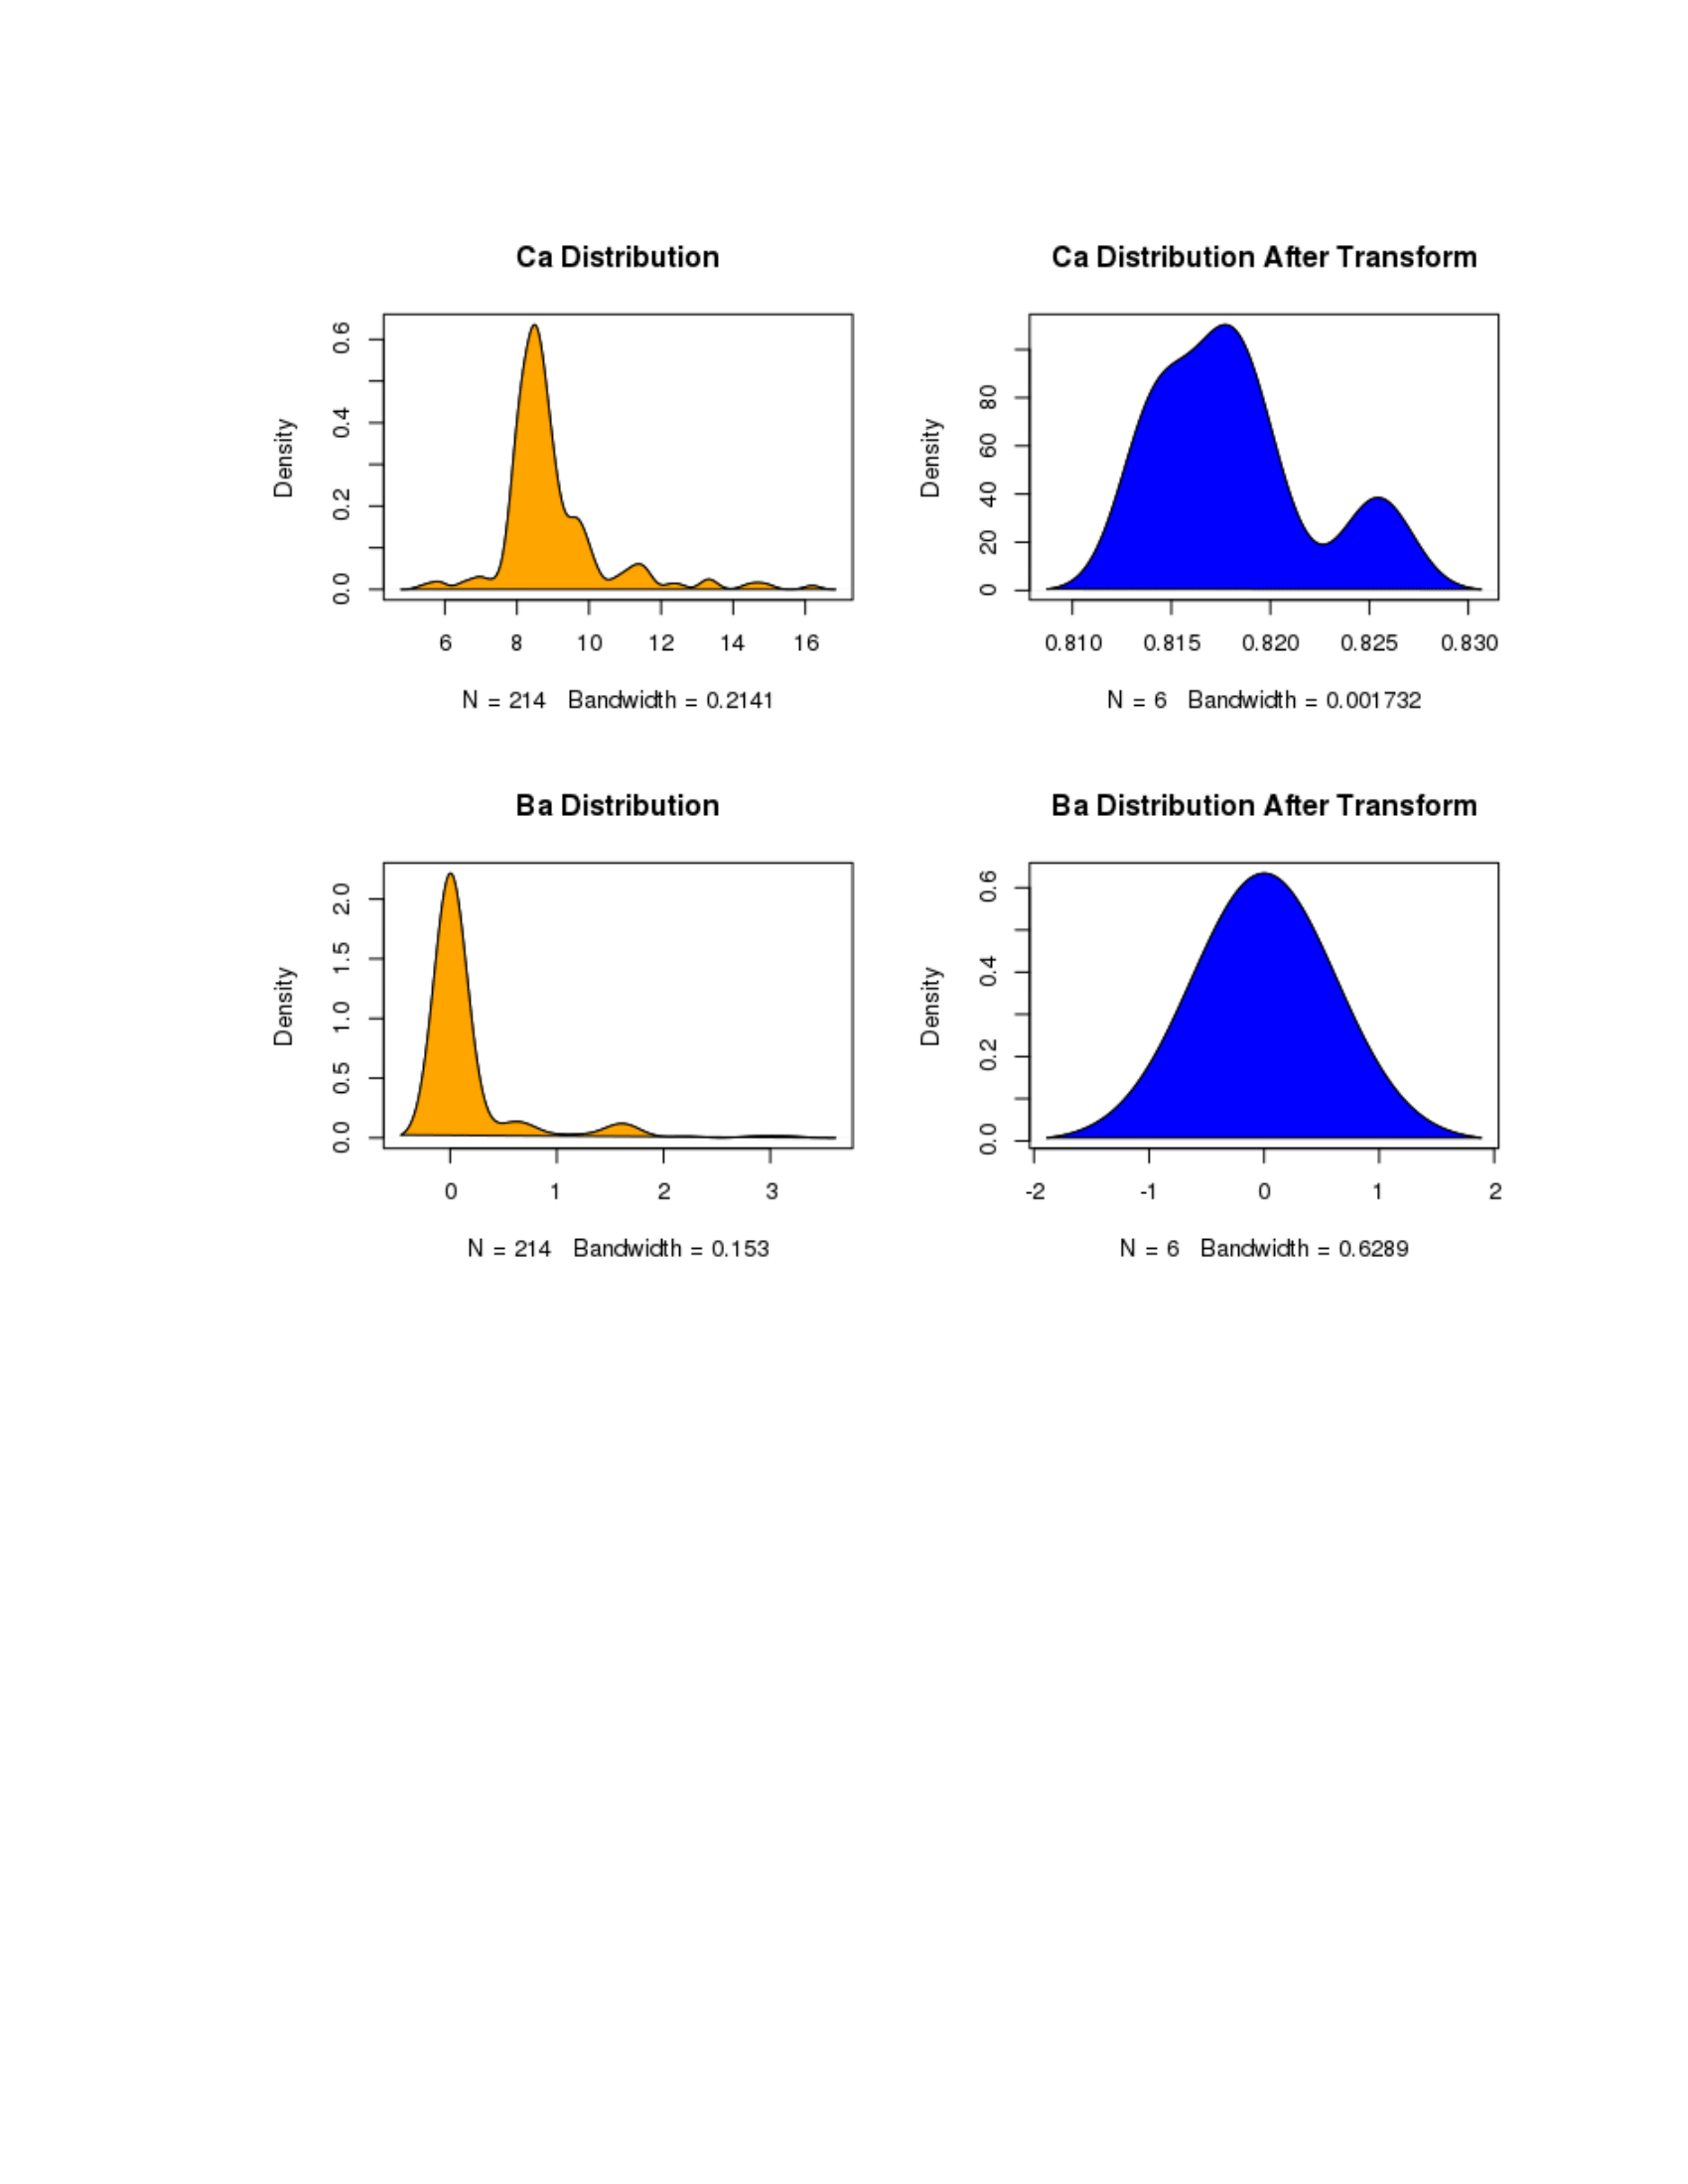 Ca Distribution
Density
0.0 0.2 0.4 0.6
6 8 10 12 14 16
N = 214 Bandwidth = 0.2141
Ca Distribution After Transform
Density
0 20 40 60 80
0.810 0.815 0.820 0.825 0.830
N = 6 Bandwidth = 0.001732
Ba Distribution
Density
0.0 0.5 1.0 1.5 2.0
0 1 2 3
N = 214 Bandwidth = 0.153
Ba Distribution After Transform
Density
0.0 0.2 0.4 0.6
-2 -1 0 1 2
N = 6 Bandwidth = 0.6289